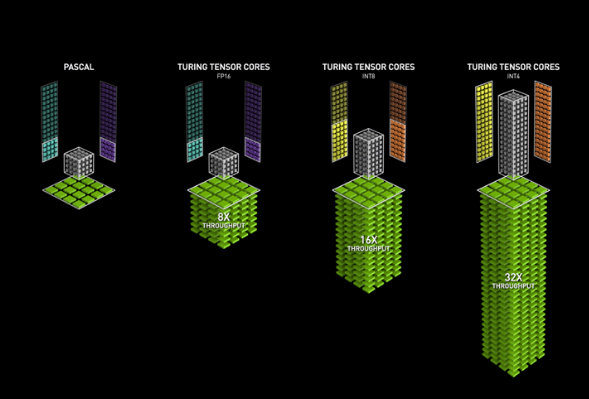 PASCAL
TURING TENSOR CORES
FP16
TURING TENSOR CORES
INT8
TURING TENSOR CORES
INT4
8X
THROUGHPUT
16X
THROUGHPUT
32X
THROUGHPUT